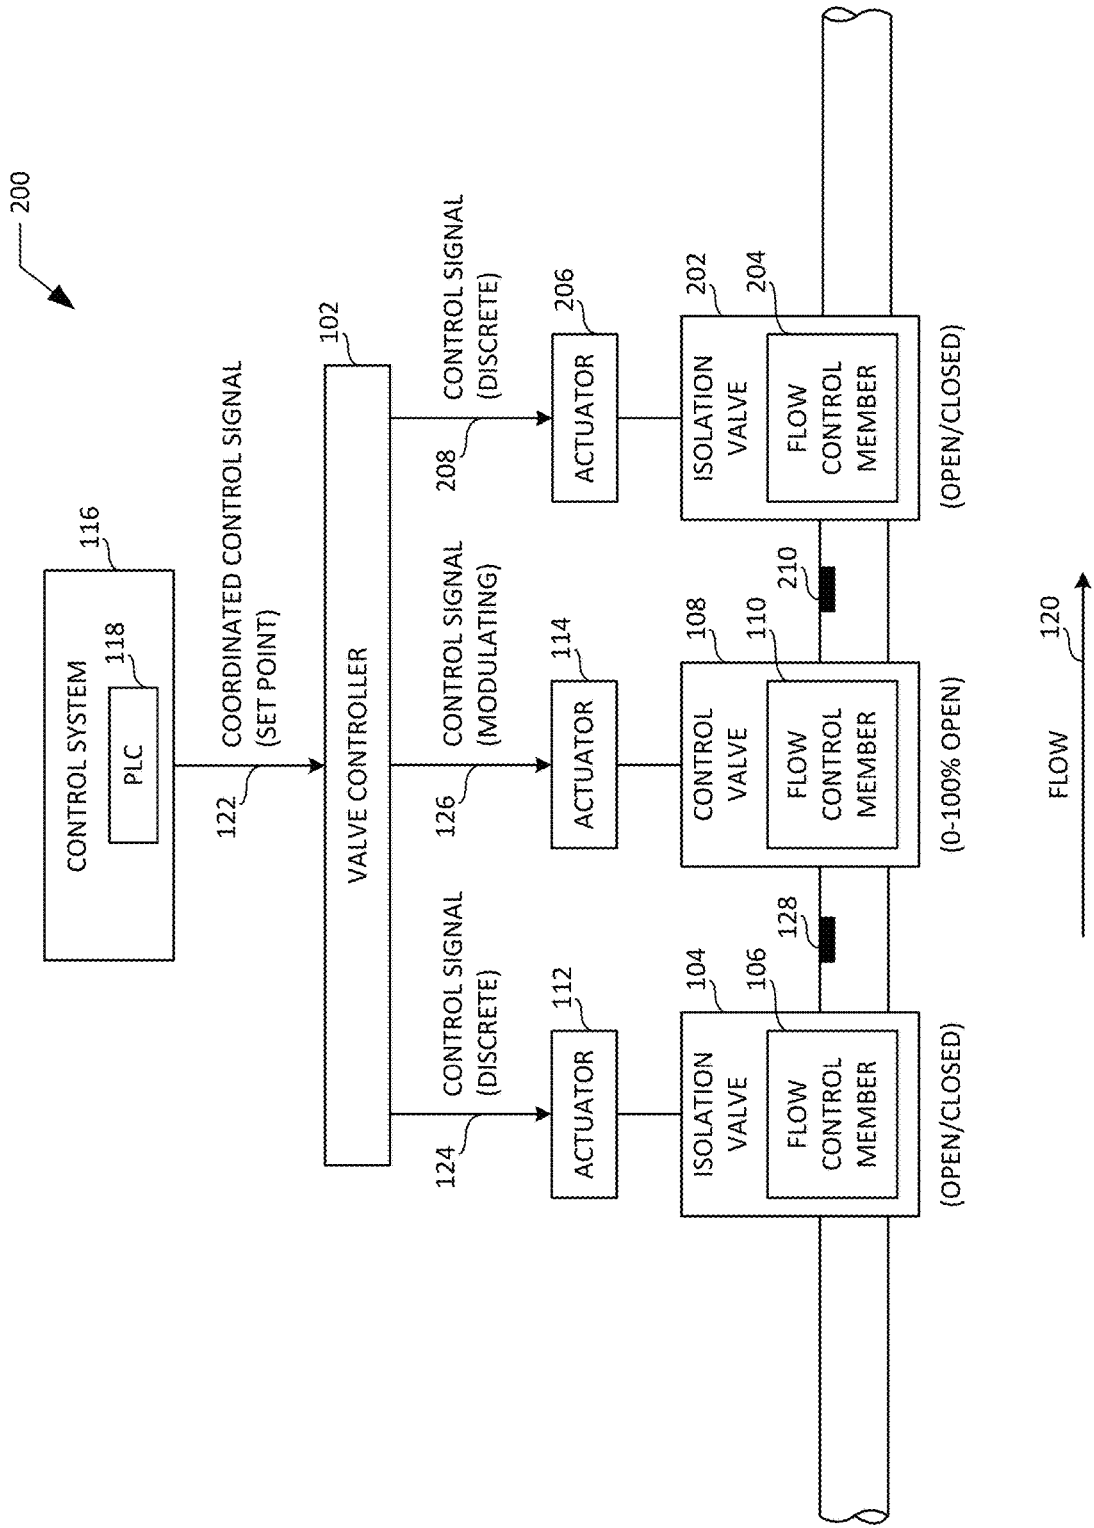 200
CONTROL SYSTEM
116
118
PLC
122
COORDINATED CONTROL SIGNAL
(SET POINT)
VALVE CONTROLLER
102
124
CONTROL SIGNAL
(DISCRETE)
126
CONTROL SIGNAL
(MODULATING)
208
CONTROL SIGNAL
(DISCRETE)
ACTUATOR
112
ACTUATOR
114
ACTUATOR
206
ISOLATION
VALVE
104
FLOW
CONTROL
MEMBER
106
(OPEN/CLOSED)
128
CONTROL
VALVE
108
FLOW
CONTROL
MEMBER
110
(0-100% OPEN)
210
ISOLATION
VALVE
202
FLOW
CONTROL
MEMBER
204
(OPEN/CLOSED)
FLOW
120